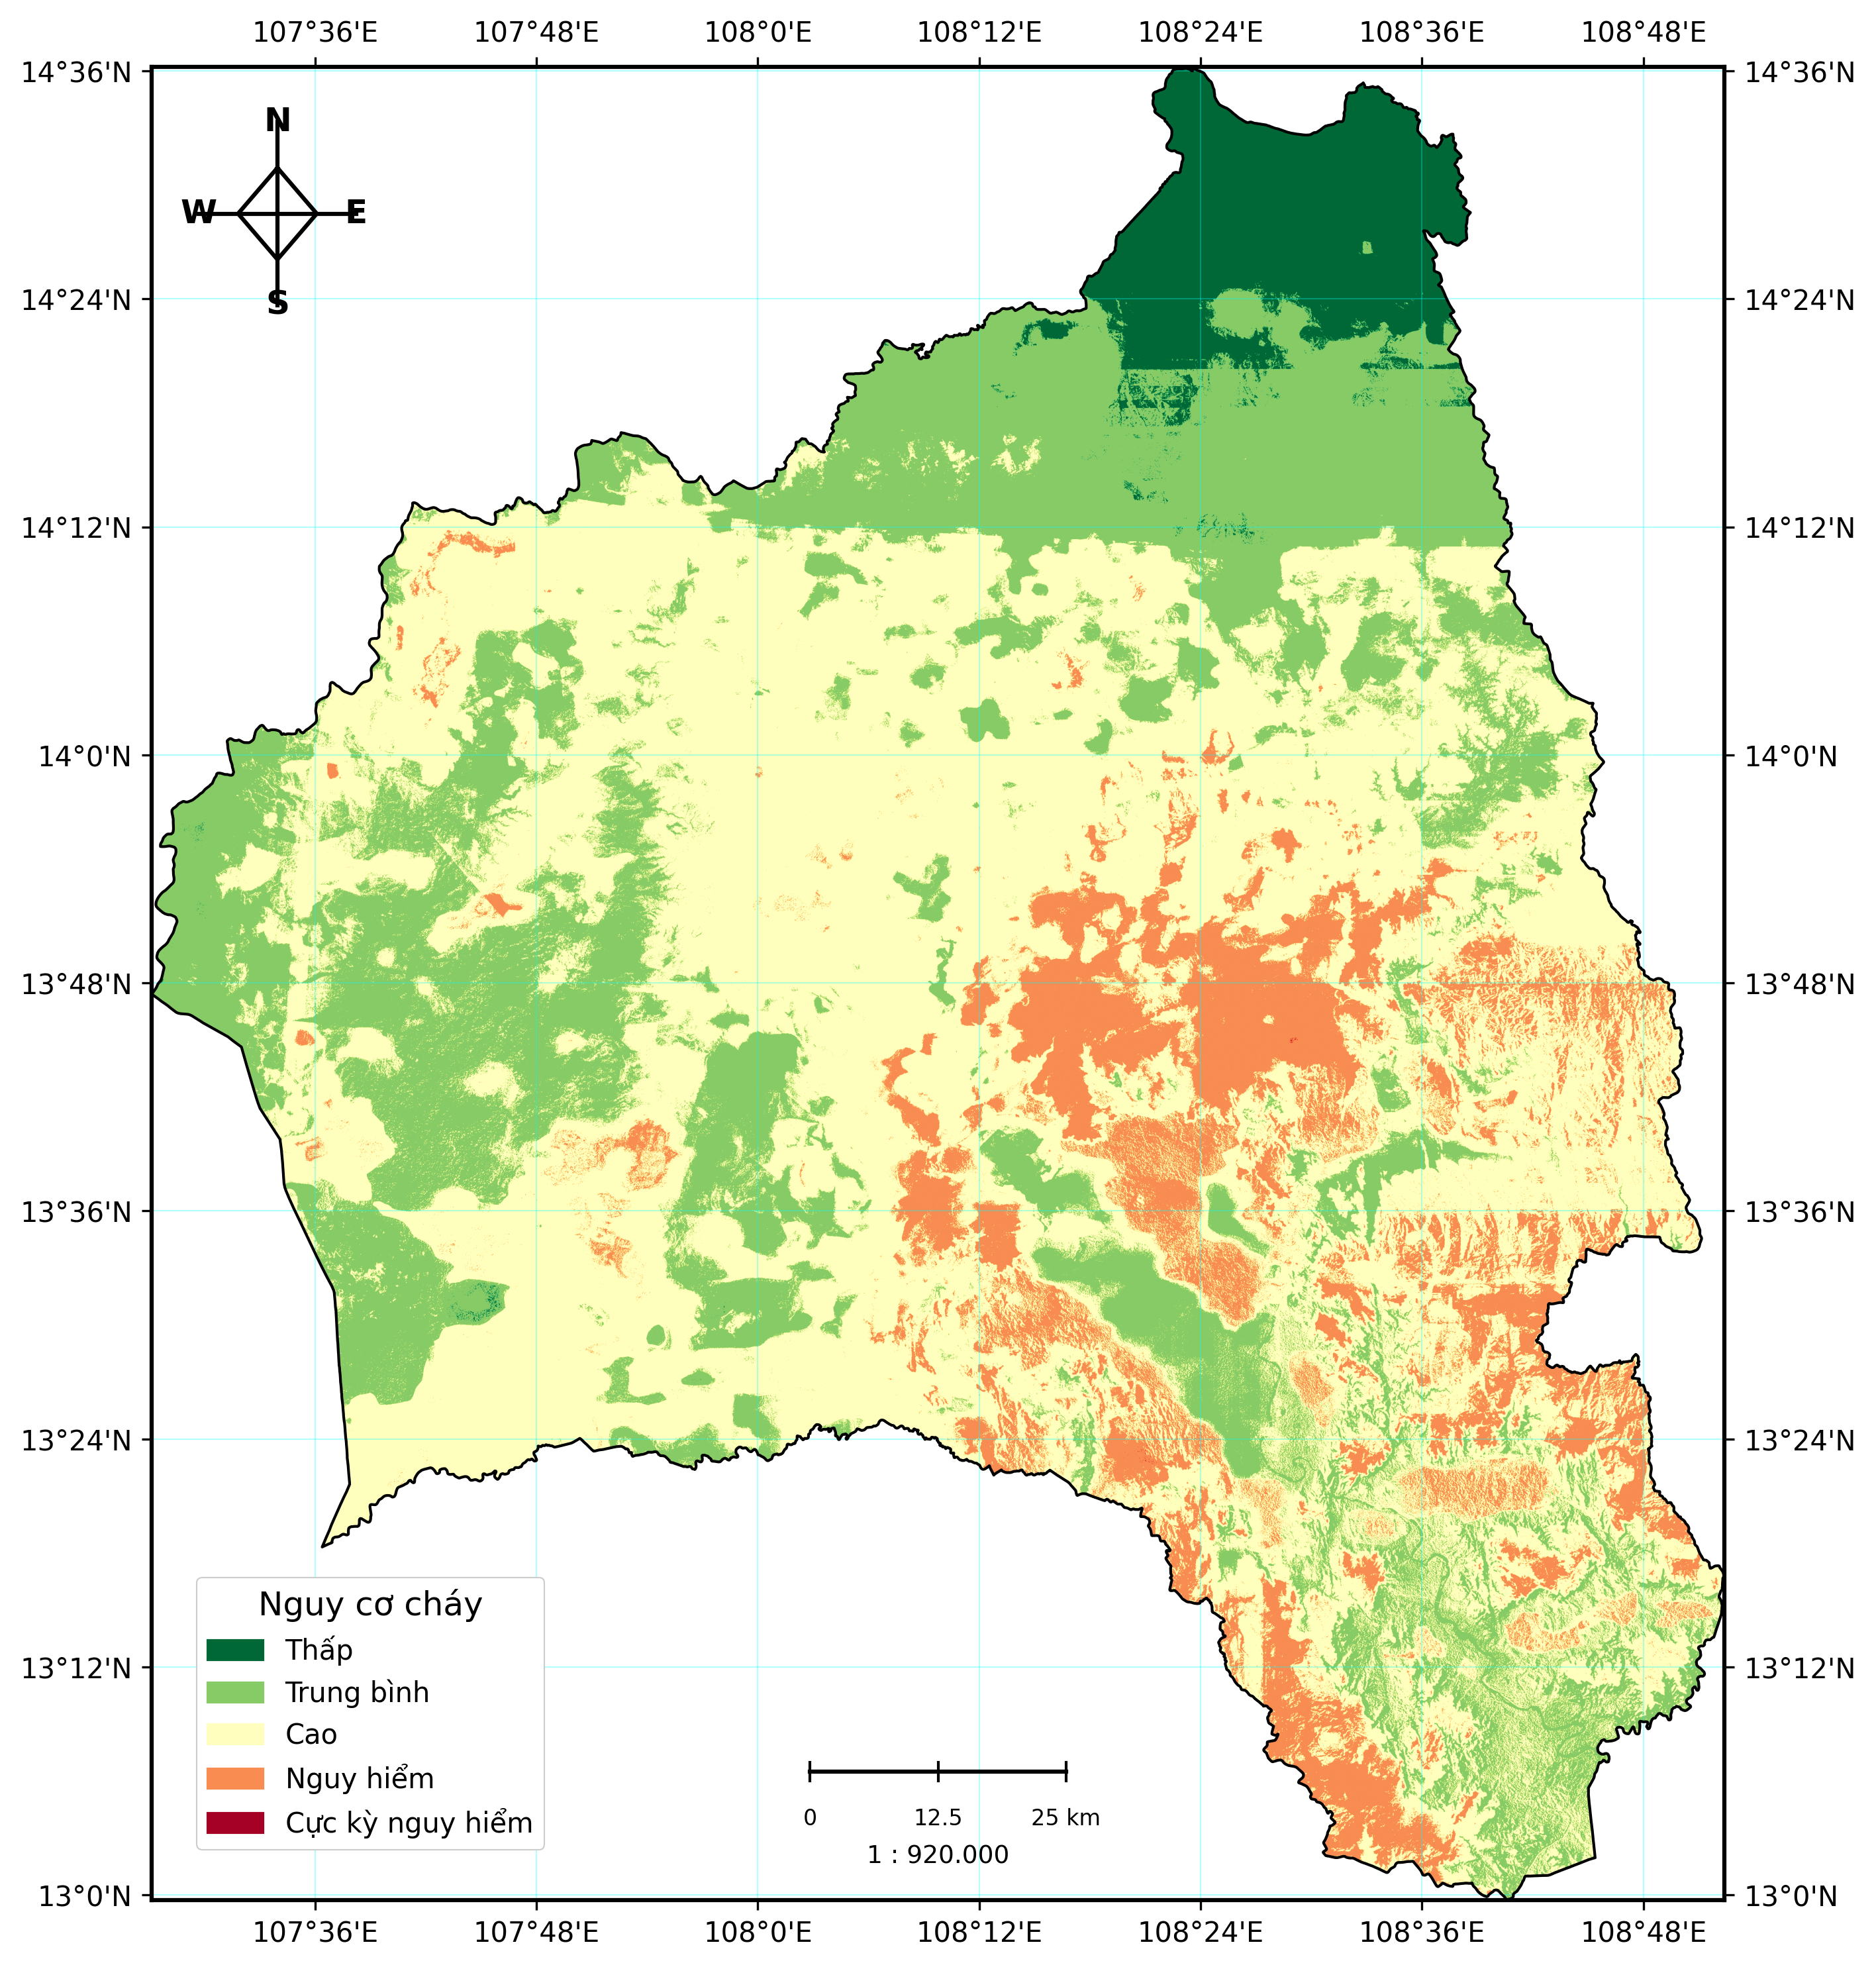 107°36'E 107°48'E 108°0'E 108°12'E 108°24'E 108°36'E 108°48'E
14°36'N 14°36'N
N
W E
S
14°24'N 14°24'N
14°12'N 14°12'N
14°0'N 14°0'N
13°48'N 13°48'N
13°36'N 13°36'N
13°24'N 13°24'N
Nguy cơ cháy
Thấp
13°12'N 13°12'N
Trung bình
Cao
Nguy hiểm
Cực kỳ nguy hiểm
0 12.5 25 km
1 : 920.000
13°0'N 13°0'N
107°36'E 107°48'E 108°0'E 108°12'E 108°24'E 108°36'E 108°48'E